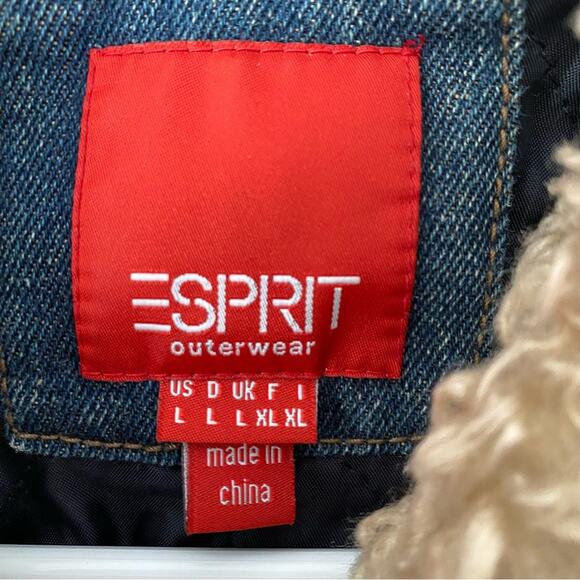 ESPRIT
outerwear
US D UK F I
L L L XL XL
made in
china